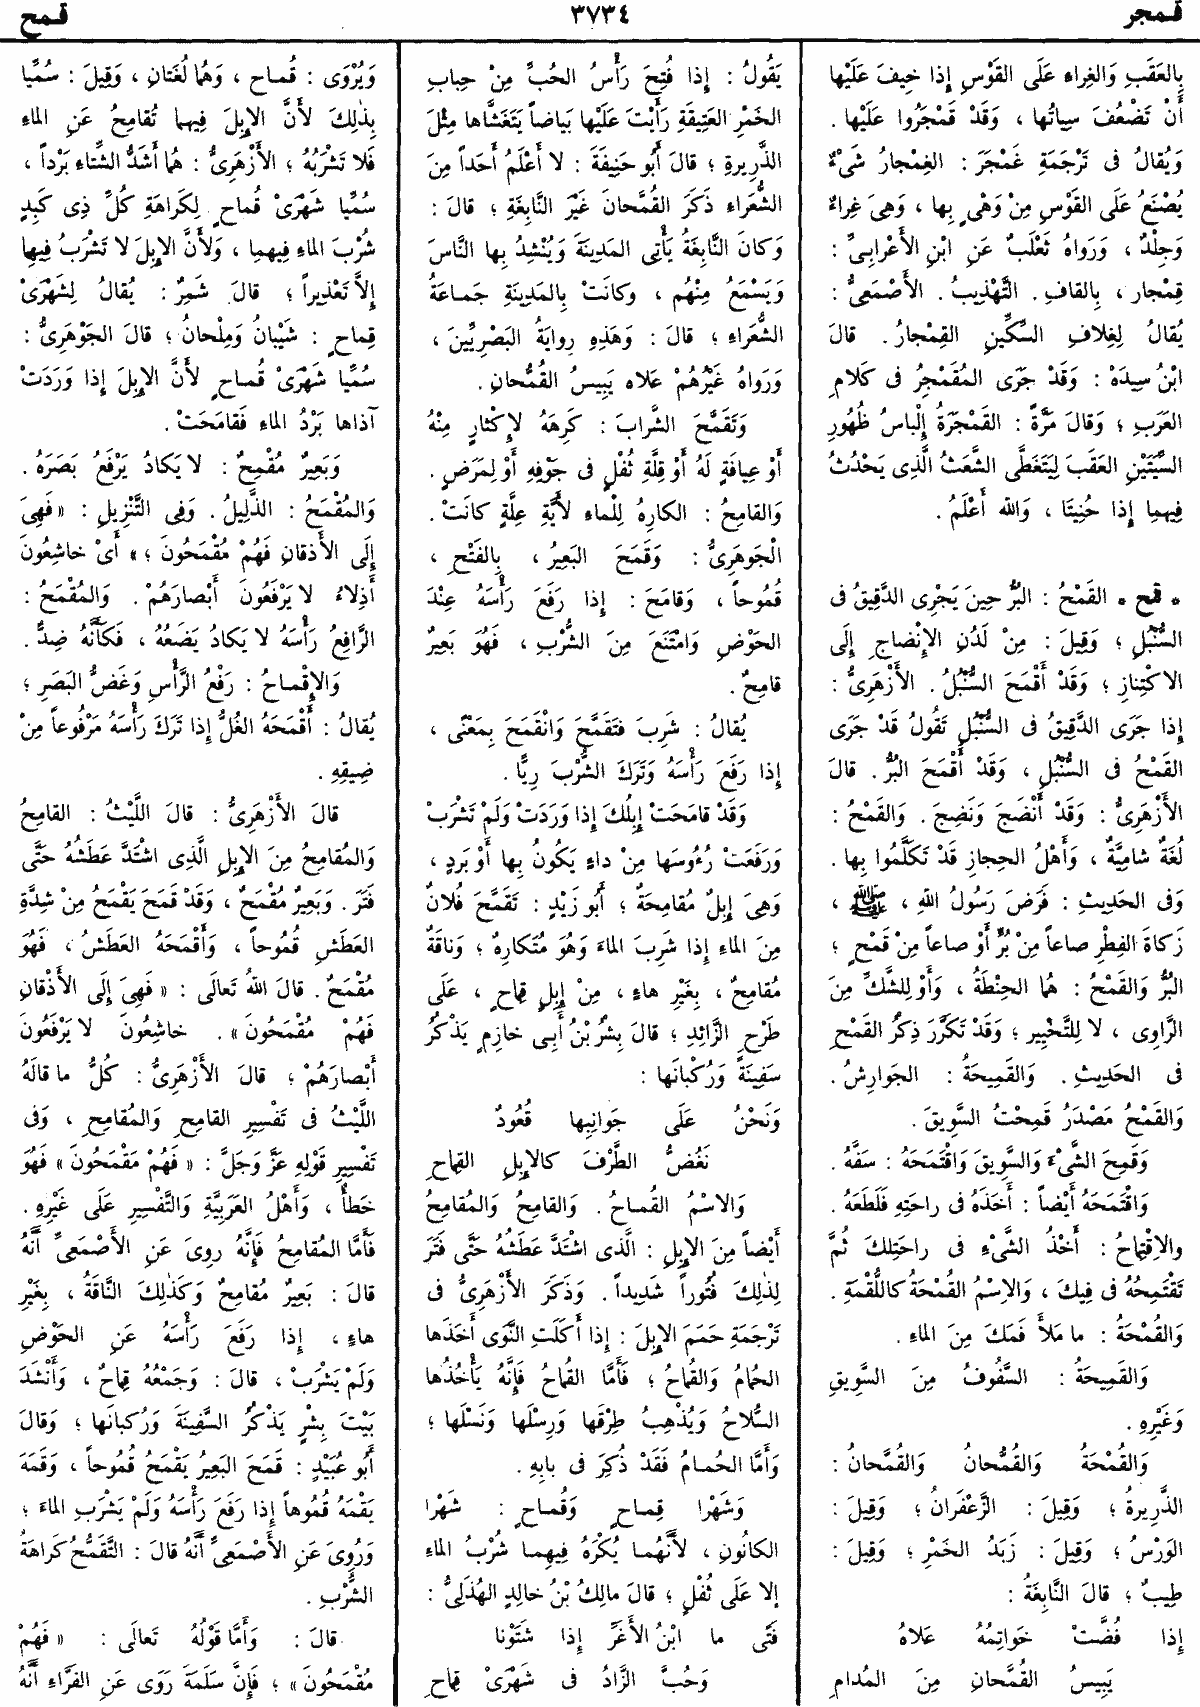 قمجر
٣٧٣٤
قمح
بِالعَقَبِ وَالغِراءِ عَلَى القَوْسِ إِذا خِيفَ عَلَيْها
أَنْ تَضْعُفَ سِياتُها ، وَقَدْ قَمْجَرُوا عَلَيْها .
وَيُقالُ فى تَرْجَمَةِ غَمْجَرَ : الغِمْجارُ شَىْءٌ
يُصْنَعُ عَلَى القَوْسِ مِنْ وَهْىٍ بِها ، وَهِىَ غِراءٌ
وَجِلْدٌ ، وَرَواهُ ثَعْلَبٌ عَنِ ابْنِ الأَعْرابِىِّ :
قِمْجار ، بِالقافِ . التَّهْذِيبُ . الأَصْمَعِىُّ :
يُقالُ لِغِلافِ السِّكِّينِ القِمْجارُ . قالَ
ابْنُ سِيدَهْ : وَقَدْ جَرَى المُقَمْجِرُ فى كَلامِ
العَرَبِ ؛ وَقالَ مَرَّةً : القَمْجَرَةُ إِلْباسُ ظُهُورِ
السِّيَتَيْنِ العَقَبَ لِيَتَغَطَّى الشَّعَثُ الَّذِى يَحْدُثُ
فِيهِما إِذا حُنِيَتا ، وَاللهُ أَعْلَمُ .
* قمح * القَمْحُ : البُرُّ حِينَ يَجْرِى الدَّقِيقُ فى
السُّنْبُلِ ؛ وَقِيلَ : مِنْ لَدُنِ الإِنْضاجِ إِلَى
الاكْتِنازِ ؛ وَقَدْ أَقْمَحَ السُّنْبُلُ . الأَزْهَرِىُّ :
إِذا جَرَى الدَّقِيقُ فى السُّنْبُلِ تَقُولُ قَدْ جَرَى
القَمْحُ فى السُّنْبُلِ ، وَقَدْ أَقْمَحَ البُرُّ . قالَ
الأَزْهَرِىُّ : وَقَدْ أَنْضَجَ وَنَضِجَ . وَالقَمْحُ :
لُغَةٌ شامِيَّةٌ ، وَأَهْلُ الحِجازِ قَدْ تَكَلَّمُوا بِها .
وَفى الحَدِيثِ : فَرَضَ رَسُولُ اللهِ ، ﷺ ،
زَكاةَ الفِطْرِ صاعاً مِنْ بُرٍّ أَوْ صاعاً مِنْ قَمْحٍ ؛
البُرُّ وَالقَمْحُ : هُما الحِنْطَةُ ، وَأَوْ لِلشَّكِّ مِنَ
الرَّاوِى ، لا لِلتَّخْيِيرِ ؛ وَقَدْ تَكَرَّرَ ذِكْرُ القَمْحِ
فى الحَدِيثِ . وَالقَمِيحَةُ : الجَوارِشُ .
وَالقَمْحُ مَصْدَرُ قَمِحْتُ السَّوِيقَ .
وَقَمِحَ الشَّىْءَ وَالسَّوِيقَ وَاقْتَمَحَهُ : سَفَّهُ .
وَاقْتَمَحَهُ أَيْضاً : أَخَذَهُ فى راحَتِهِ فَلَطَعَهُ .
والاِقْتِماحُ : أَخْذُ الشَّىْءِ فى راحَتِكَ ثُمَّ
تَقْتَمِحُهُ فى فِيكَ ، وَالاِسْمُ القُمْحَةُ كاللُّقْمَةِ .
وَالقُمْحَةُ : ما مَلأَ فَمَكَ مِنَ الماءِ .
وَالقَمِيحَةُ : السَّفُوفُ مِنَ السَّوِيقِ
وَغَيْرِهِ .
وَالقُمْحَةُ وَالقُمُّحانُ وَالقُمَّحانُ :
الذَّرِيرةُ ؛ وَقِيلَ : الزَّعْفَرانُ ؛ وَقِيلَ :
الوَرْسُ ؛ وَقِيلَ : زَبَدُ الخَمْرِ ؛ وَقِيلَ :
طِيبٌ ؛ قالَ النَّابِغَةُ :
إِذا فُضَّتْ خَواتِمُهُ عَلاهُ
يَبِيسُ القُمَّحانِ مِنَ المُدامِ
يَقُولُ : إِذا فُتِحَ رَأْسُ الحُبِّ مِنْ حِبابِ
الخَمْرِ العَتِيقَةِ رَأَيْتَ عَلَيْها بَياضاً يَتَغَشَّاها مِثْلَ
الذَّرِيرةِ ؛ قالَ أَبُو حَنِيفَةَ : لا أَعْلَمُ أَحَداً مِنَ
الشُّعَراءِ ذَكَرَ القُمَّحانَ غَيْرَ النَّابِغَةِ ؛ قالَ :
وَكانَ النَّابِغَةُ يَأْتِى المَدِينَةَ وَيُنْشِدُ بِها النَّاسَ
وَيَسْمَعُ مِنْهُم ، وكانَتْ بِالمَدِينَةِ جَماعَةُ
الشُّعَراءِ ؛ قالَ : وَهَذِهِ رِوايَةُ البَصْرِيِّينَ ،
وَرَواهُ غَيْرُهُمْ عَلاه يَبِيسُ القُمُّحانِ .
وَتَقَمَّحَ الشَّرابَ : كَرِهَهُ لإِكْثارٍ مِنْهُ
أَوْ عِيافَةٍ لَهُ أَوْ قِلَّةِ ثُفْلٍ فى جَوْفِهِ أَوْ لِمَرَضٍ .
وَالقامِحُ : الكارِهُ لِلْماءِ لأَيَّةِ عِلَّةٍ كانَتْ .
الْجَوهَرِىُّ : وَقَمَحَ البَعِيرُ ، بِالفَتْحِ ،
قُمُوحاً ، وَقامَحَ : إِذا رَفَعَ رَأْسَهُ عِنْدَ
الحَوْضِ وَامْتَنَعَ مِنَ الشُّرْبِ ، فَهُوَ بَعِيرٌ
قامِحٌ .
يُقالُ : شَرِبَ فَتَقَمَّحَ وَانْقَمَحَ بِمَعْنًى ،
إِذا رَفَعَ رَأْسَهُ وَتَرَكَ الشُّرْبَ رِيًّا .
وَقَدْ قامَحَتْ إِبِلُكَ إِذا وَرَدَتْ وَلَمْ تَشْرَبْ
وَرَفَعَتْ رُءُوسَها مِنْ داءٍ يَكُونُ بِها أَوْ بَردٍ ،
وَهِىَ إِبِلٌ مُقامِحَةٌ ؛ أَبُو زَيْدٍ : تَقَمَّحَ فُلانٌ
مِنَ الماءِ إِذا شَرِبَ الماءَ وَهُوَ مُتَكارِهٌ ؛ وَناقَةٌ
مُقامِحٌ ، بِغَيْرِ هاءٍ ، مِنْ إِبِلٍ قِماحٍ ، عَلَى
طَرْحِ الزَّائِدِ ؛ قالَ بِشْرُ بْنُ أَبِى خازِمٍ يَذْكُرُ
سَفِينَةً وَرُكْبانَها :
وَنَحْنُ عَلَى جَوانِبِها قُعُودٌ
نَغُضُّ الطَّرْفَ كالإِبِلِ القِماحِ
وَالاسْمُ القُماحُ . وَالقامِحُ وَالمُقامِحُ
أَيْضاً مِنَ الإِبِلِ : الَّذى اشْتَدَّ عَطَشُهُ حَتَّى فَتَرَ
لِذلِكَ فُتُوراً شَدِيداً . وَذَكَرَ الأَزْهَرِىُّ فى
تَرْجَمَةِ حَمَمَ الإِبِلَ : إِذا أَكَلَتِ النَّوَى أَخَذَها
الحُمامُ وَالقُماحُ ؛ فَأَمَّا القُماحُ فَإِنَّهُ يَأْخُذُها
السُّلاحُ وَيُذْهِبُ طِرْقَها وَرِسْلَها وَنَسْلَها ؛
وَأَمَّا الحُمامُ فَقَدْ ذُكِرَ فى بابِهِ .
وَشَهْرا قِماحٍ وَقُماحٍ : شَهْرا
الكانُونِ ، لأَنَّهُما يُكْرَهُ فِيهِما شُرْبُ الماءِ
إلا عَلَى ثُفْلٍ ؛ قالَ مالِكُ بْنُ خالِدٍ الهُذَلِىُّ :
فَتًى ما ابْنُ الأَغَرِّ إِذا شَتَوْنا
وَحُبَّ الزَّادُ فى شَهْرَىْ قِماحِ
وَيُرْوَى : قُماح ، وَهُما لُغَتانِ ، وَقِيلَ : سُمِّيا
بِذلِكَ لأَنَّ الإِبِلَ فِيهِما تُقامِحُ عَنِ الماءِ
فَلا تَشْرَبُهُ ؛ الأَزْهَرِىُّ : هُما أَشَدُّ الشِّتاءِ بَرْداً ،
سُمِّيا شَهْرَىْ قُماحٍ لِكَراهَةِ كُلِّ ذِى كَبِدٍ
شُرْبَ الماءِ فِيهِما ، وَلأَنَّ الإِبِلَ لا تَشْرَبُ فِيها
إِلاَّ تَعْذِيراً ؛ قالَ شَمِرٌ : يُقالُ لِشَهْرَىْ
قِماحٍ : شَيْبانُ وَمِلْحانُ ؛ قالَ الجَوْهَرِىُّ :
سُمِّيا شَهْرَىْ قُماحٍ لأَنَّ الإِبِلَ إِذا وَرَدَتْ
آذاها بَرْدُ الماءِ فَقامَحَتْ .
وَبَعِيرٌ مُقْمِحٌ : لا يَكادُ يَرْفَعُ بَصَرَهُ .
وَالمُقْمَحُ : الذَّلِيلُ . وَفِى التَّنْزِيلِ : « فَهِىَ
إِلَى الأَذقانِ فَهُمْ مُقْمَحُونَ ؛ » أَىْ خاشِعُونَ
أَذِلاءُ لا يَرْفَعُونَ أَبْصارَهُمْ . وَالمُقْمَحُ :
الرَّافِعُ رَأْسَهُ لا يَكادُ يَضَعُهُ ، فَكَأَنَّهُ ضِدٌّ .
وَالإِقْماحُ : رَفْعُ الرَّأْسِ وَغَضُّ البَصَرِ ؛
يُقالُ : أَقْمَحَهُ الغُلُّ إِذا تَرَكَ رَأْسَهُ مَرْفُوعاً مِنْ
ضِيقِهِ .
قالَ الأَزْهَرِىُّ : قالَ اللَّيْثُ : القامِحُ
وَالمُقامِحُ مِنَ الإِبِلِ الَّذِى اشْتَدَّ عَطَشُهُ حَتَّى
فَتَرَ . وَبَعِيرٌ مُقْمَحٌ ، وَقَدْ قَمَحَ يَقْمَحُ مِنْ شِدَّةِ
العَطَشِ قُمُوحاً ، وَأَقْمَحَهُ العَطَشُ ، فَهُوَ
مُقْمَحٌ . قالَ اللهُ تَعالَى : « فَهِىَ إِلَى الأَذْقانِ
فَهُمْ مُقْمَحُونَ » . خاشِعُونَ لا يَرْفَعُونَ
أَبْصارَهُمْ ؛ قالَ الأَزْهَرِىُّ : كُلُّ ما قالَهُ
اللَّيْثُ فى تَفْسِيرِ القامِحِ وَالمُقامِحِ ، وَفى
تَفْسِيرِ قَوْلِهِ عَزَّ وَجَلَّ : « فَهُمْ مَقْمَحُونَ » فَهُوَ
خَطأٌ ، وَأَهْلُ العَرَبِيَّةِ وَالتَّفْسِيرِ عَلَى غَيْرِهِ .
فَأَمَّا المُقامِحُ فَإِنَّهُ روِىَ عَنِ الأَصْمَعِىِّ أَنَّهُ
قالَ : بَعِيرٌ مُقامِحٌ وَكَذلِكَ النَّاقَةُ ، بِغَيْرِ
هاءٍ ، إِذا رَفَعَ رَأْسَهُ عَنِ الحَوْضِ
وَلَمْ يَشْرَبْ ، قالَ : وَجَمْعُهُ قِماحٌ ، وَأَنْشَدَ
بَيْتَ بِشْرٍ يَذْكُرُ السَّفِينَةَ وَرُكبانَها ؛ وَقالَ
أَبُو عُبَيْدٍ : قَمَحَ البَعِيرُ يَقْمَحُ قُمُوحاً ، وَقَمَهَ
يَقْمَهُ قُمُوهاً إِذا رَفَعَ رَأْسَهُ وَلَمْ يَشْرَبِ الماءَ ؛
وَرُوِىَ عَنِ الأَصْمَعِىِّ أَنَّهُ قالَ : التَّقَمُّحُ كَراهَةُ
الشُّرْبِ .
قالَ : وَأَمَّا قَوْلُهُ تَعالَى : « فَهُمْ
مُقْمَحُونَ » ؛ فَإِنَّ سَلَمَةَ رَوَى عَنِ الفَرَّاءِ أَنَّهُ